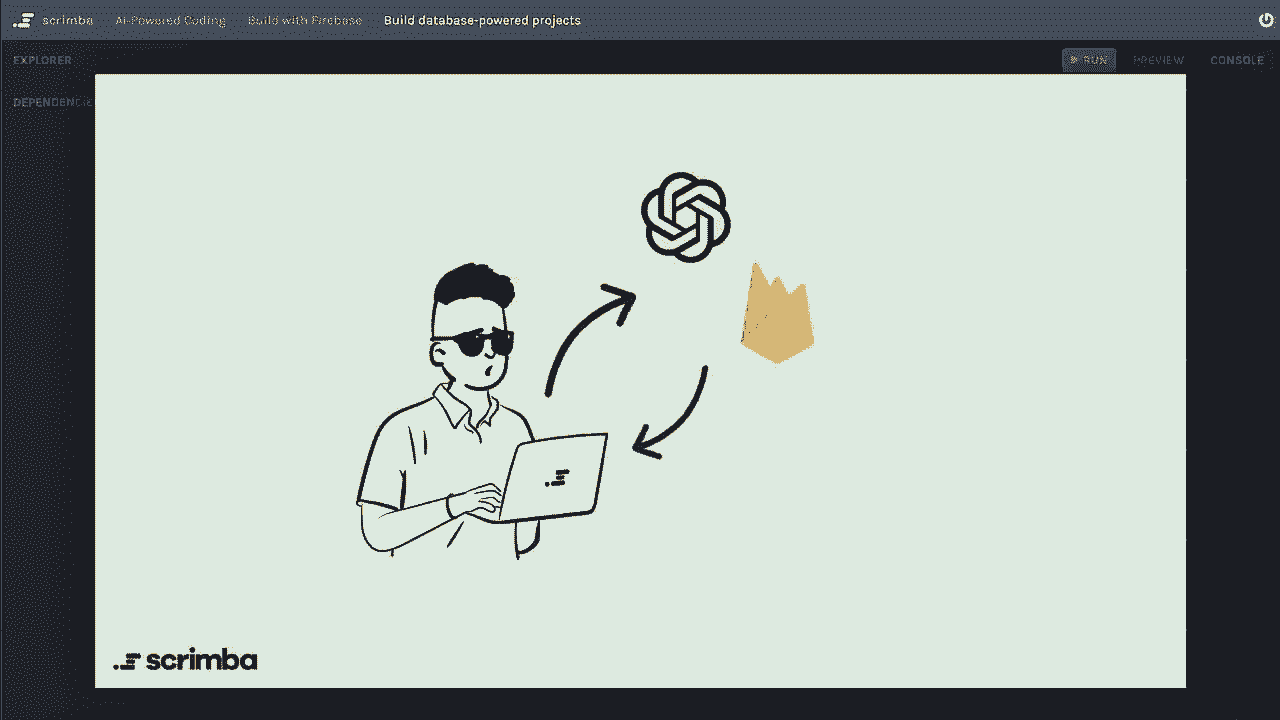 scrimba AI-Powered Coding Build with Firebase Build database-powered projects
EXPLORER RUN PREVIEW CONSOLE
DEPENDENCIE
scrimba